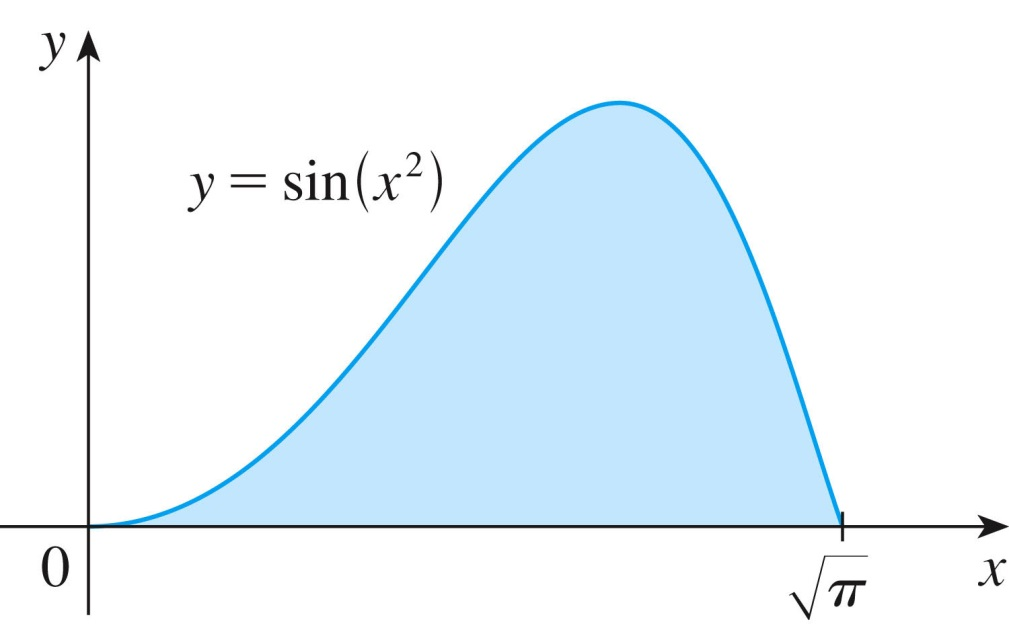 y
y = sin(x²)
0
√π
x